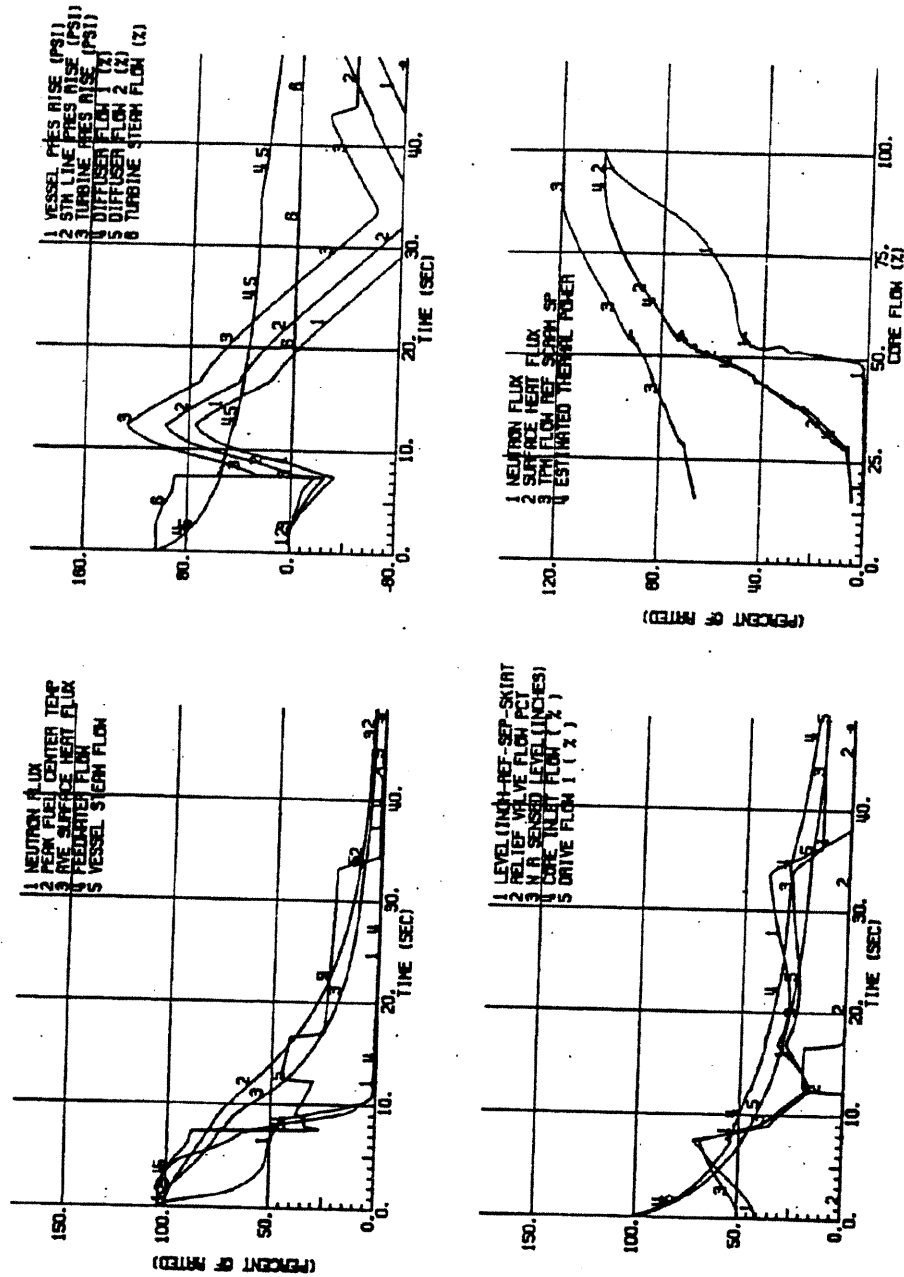 1 NEUTRON FLUX
2 PEAK FUEL CENTER TEMP
3 AVE SURFACE HEAT FLUX
4 FEEDWATER FLOW
5 VESSEL STEAM FLOW
150.
100.
50.
0.0.
10.
20.
30.
40.
TIME (SEC)
(PERCENT OF RATED)
1 VESSEL PRES RISE (PSI)
2 STM LINE PRES RISE (PSI)
3 TURBINE PRES RISE (PSI)
4 DIFFUSER FLOW 1 (%)
5 DIFFUSER FLOW 2 (%)
6 TURBINE STEAM FLOW (%)
160.
80.
0.
-80.
0.
10.
20.
30.
40.
TIME (SEC)
1 LEVEL(INCH-REF-SEP-SKIRT
2 RELIEF VALVE FLOW PCT
3 N R SENSED LEVEL(INCHES)
4 CORE INLET FLOW (%)
5 DRIVE FLOW 1 (%)
150.
100.
50.
0.
0.
10.
20.
30.
40.
TIME (SEC)
1 NEUTRON FLUX
2 SURFACE HEAT FLUX
3 TPM FLOW REF SCRAM SP
4 ESTIMATED THERMAL POWER
120.
80.
40.
0.0.
25.
50.
75.
100.
CORE FLOW (%)
(PERCENT OF RATED)